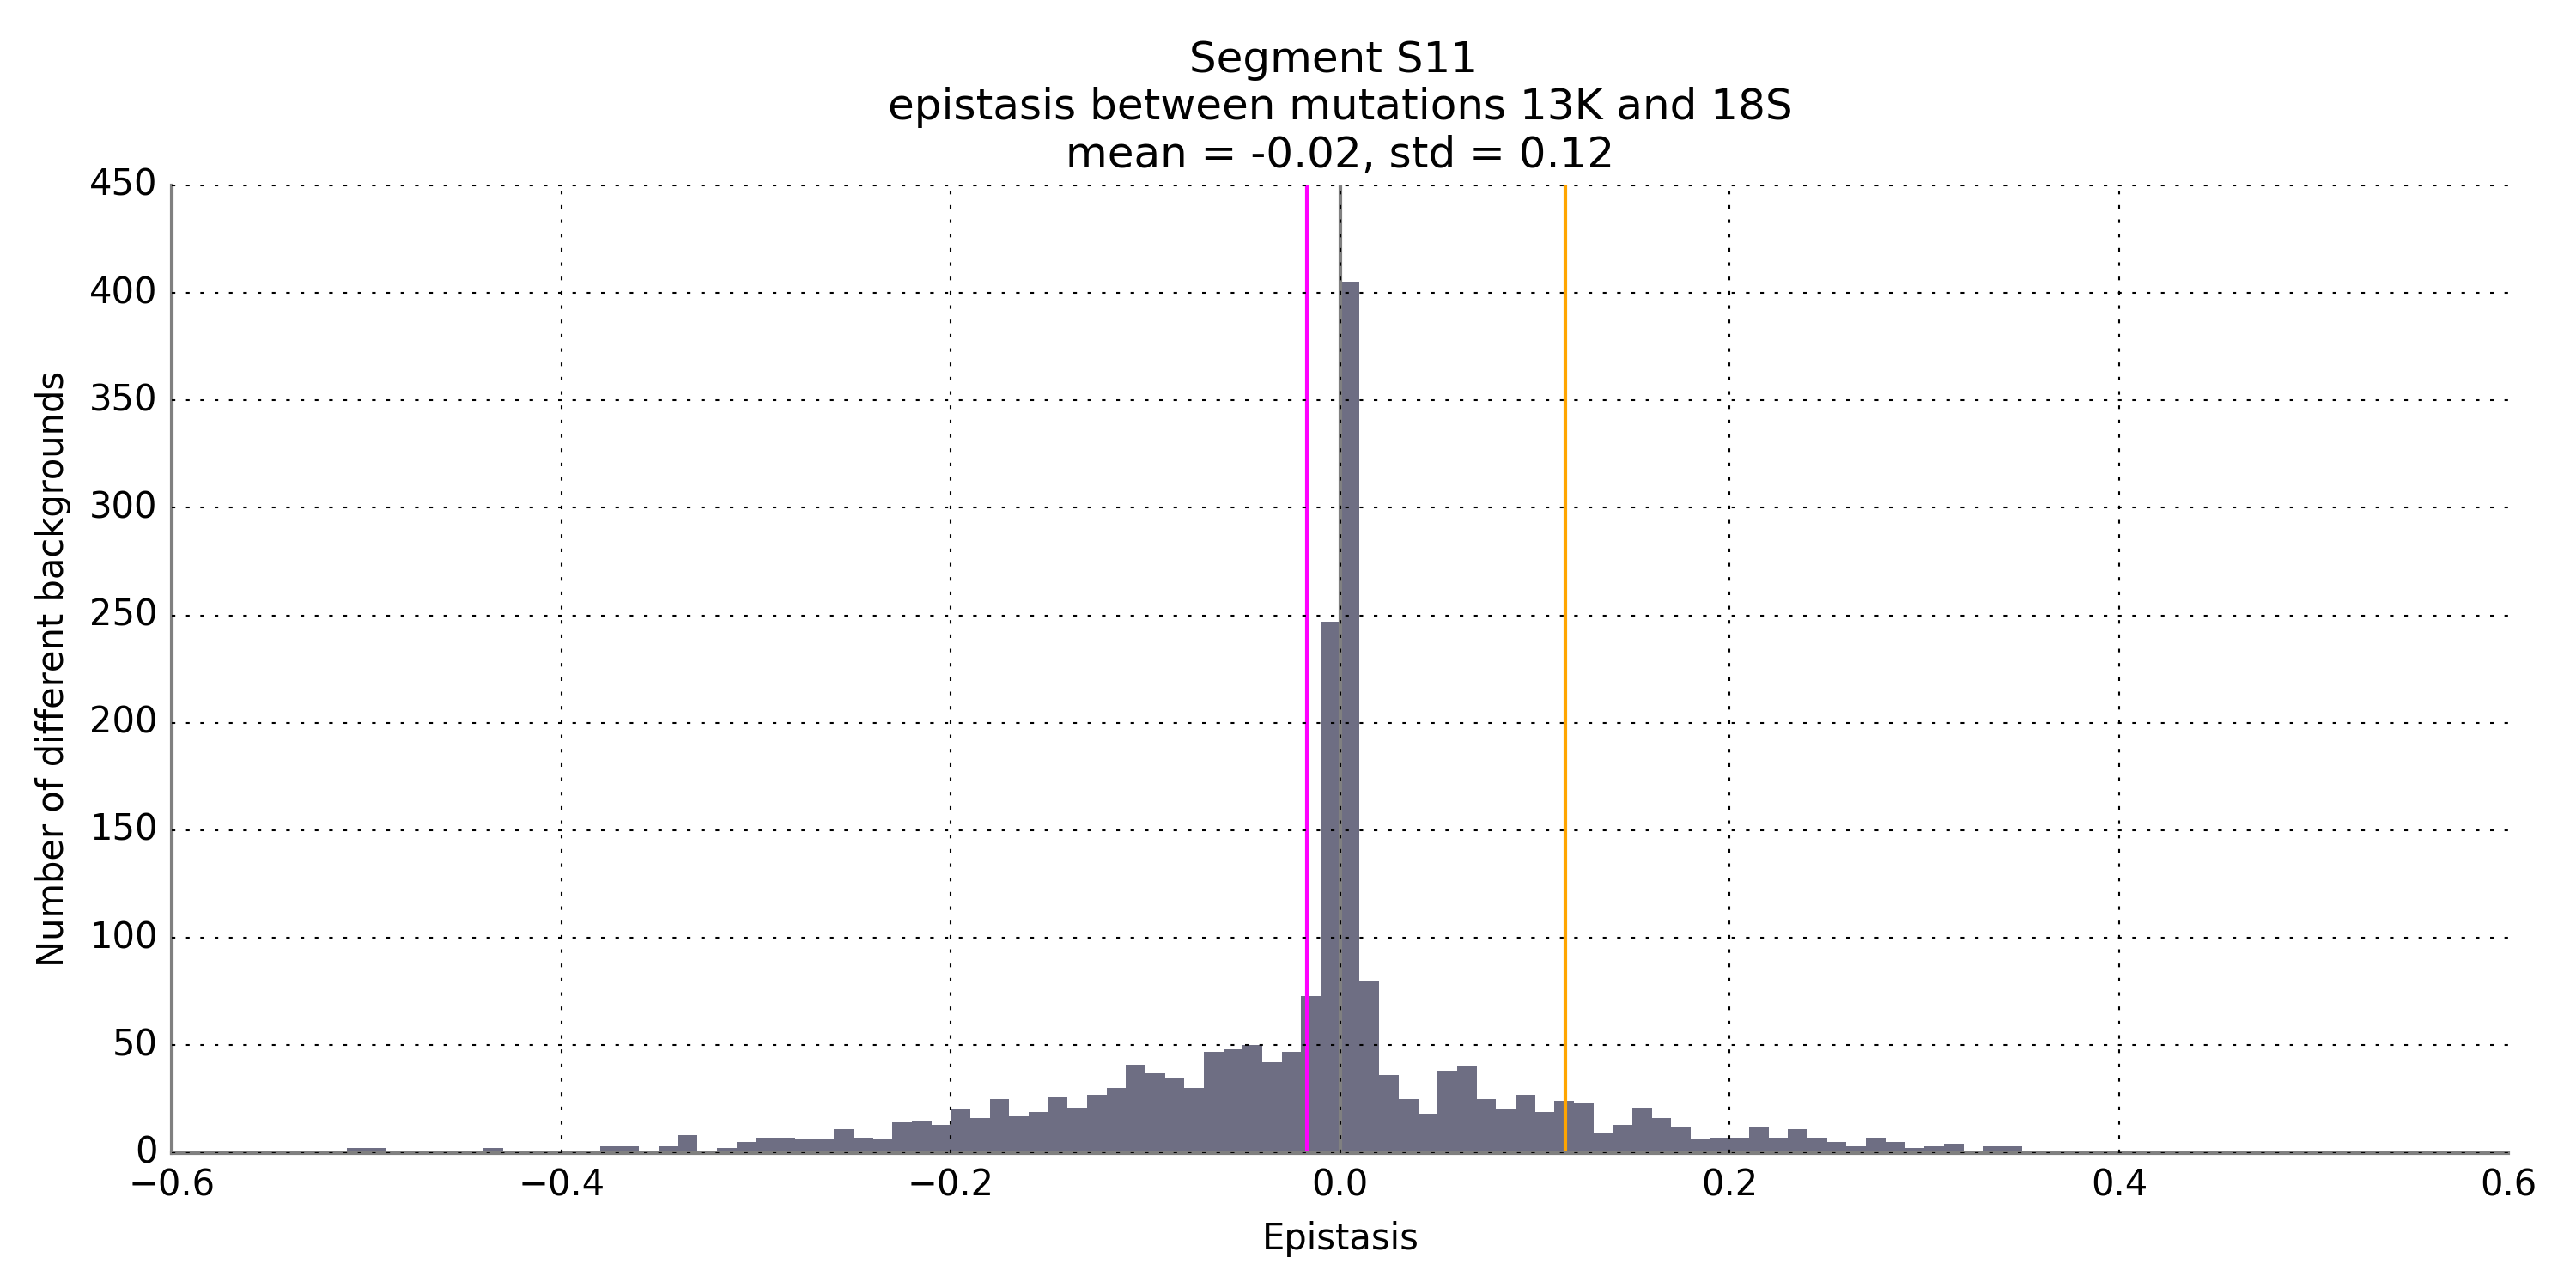 Segment S11
epistasis between mutations 13K and 18S
mean = -0.02, std = 0.12
Number of different backgrounds
450
400
350
300
250
200
150
100
50
0
−0.6 −0.4 −0.2 0.0 0.2 0.4 0.6
Epistasis